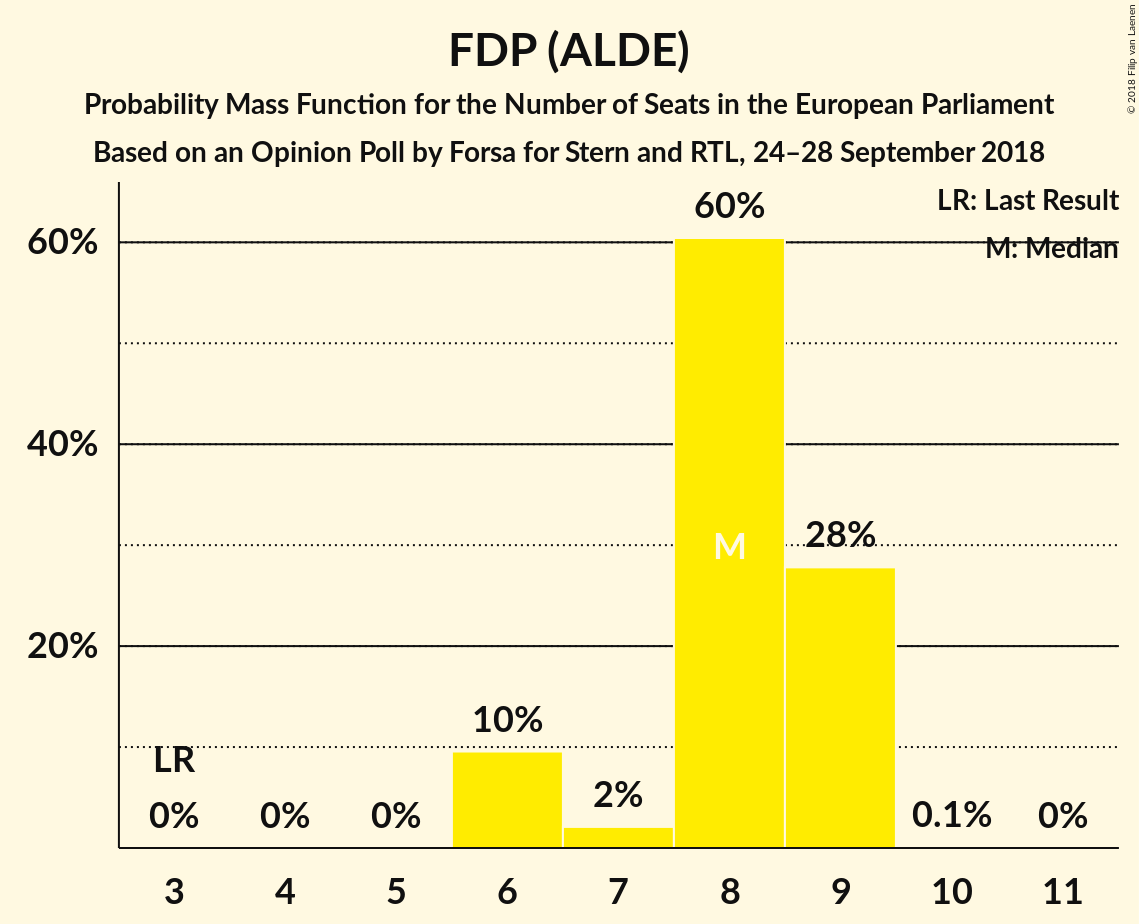 FDP (ALDE)
Probability Mass Function for the Number of Seats in the European Parliament
Based on an Opinion Poll by Forsa for Stern and RTL, 24–28 September 2018
© 2018 Filip van Laenen
LR: Last Result
M: Median
60%
40%
20%
LR
0%
0%
0%
10%
2%
60%
M
28%
0.1%
0%
3 4 5 6 7 8 9 10 11